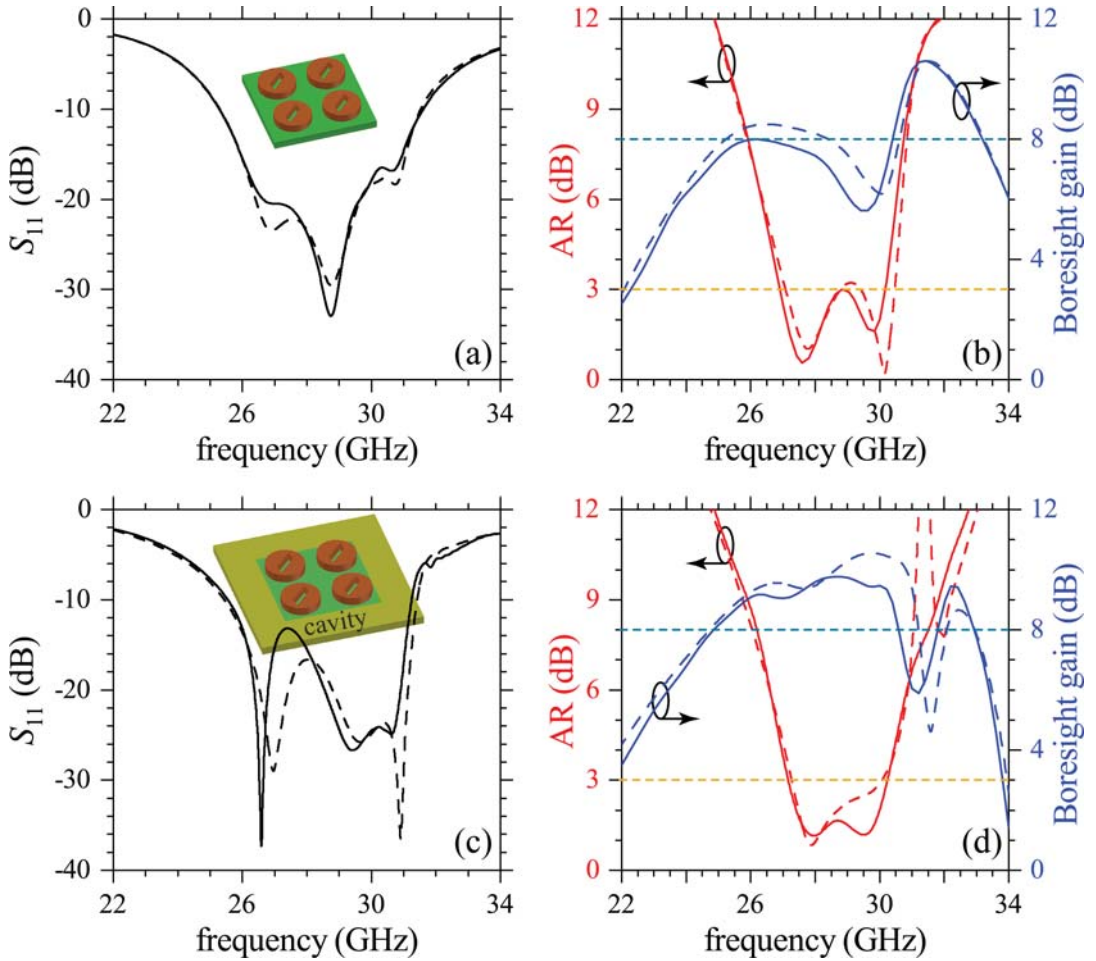 0
-10
-20
-30
-40
S11 (dB)
22 26 30 34
frequency (GHz)
(a)
12
9
6
3
0
AR (dB)
12
8
4
0
Boresight gain (dB)
22 26 30 34
frequency (GHz)
(b)
0
-10
-20
-30
-40
S11 (dB)
cavity
22 26 30 34
frequency (GHz)
(c)
12
9
6
3
0
AR (dB)
12
8
4
0
Boresight gain (dB)
22 26 30 34
frequency (GHz)
(d)